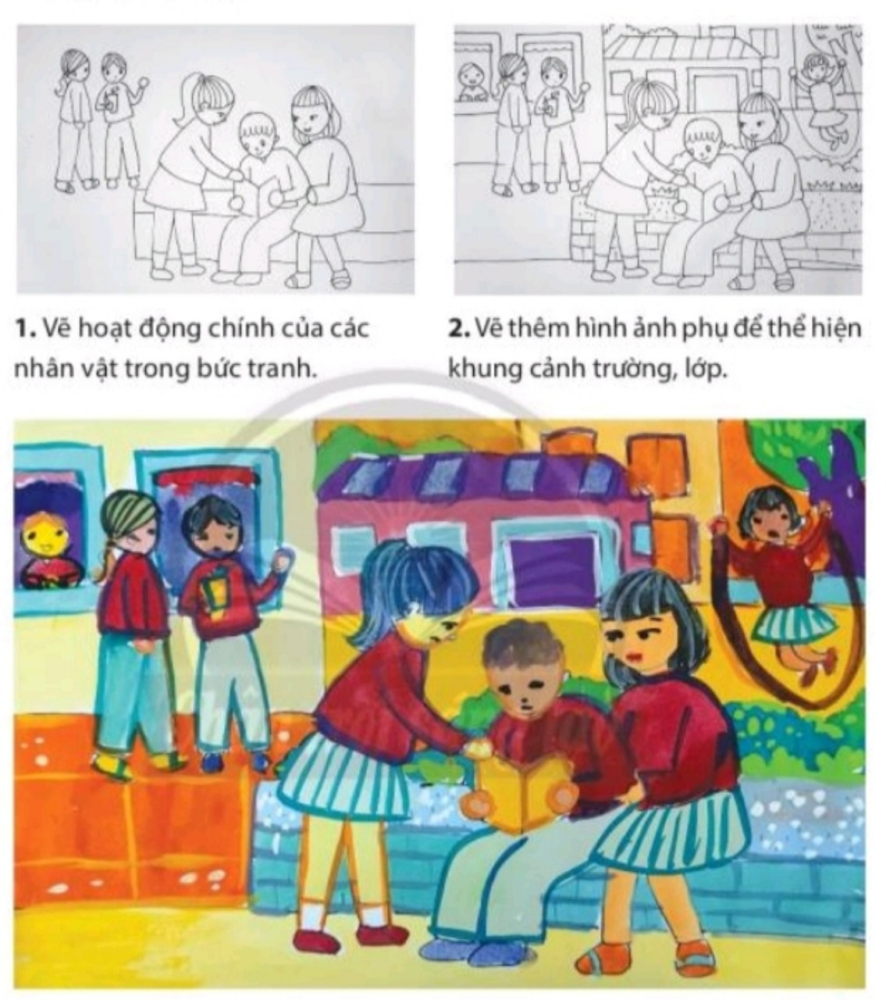 1. Vẽ hoạt động chính của các
nhân vật trong bức tranh.
2. Vẽ thêm hình ảnh phụ để thể hiện
khung cảnh trường, lớp.